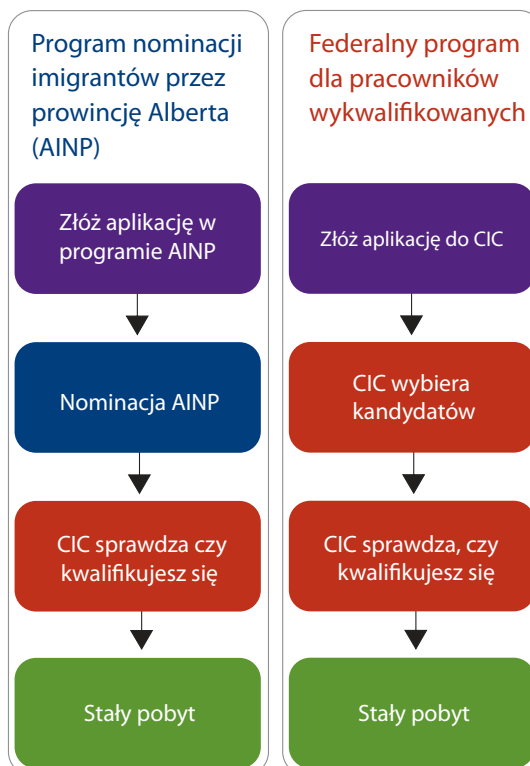 Program nominacji
imigrantów przez
prowincję Alberta
(AINP)
Złóż aplikację w
programie AINP
Nominacja AINP
CIC sprawdza czy
kwalifikujesz się
Stały pobyt
Federalny program
dla pracowników
wykwalifikowanych
Złóż aplikację do CIC
CIC wybiera
kandydatów
CIC sprawdza, czy
kwalifikujesz się
Stały pobyt